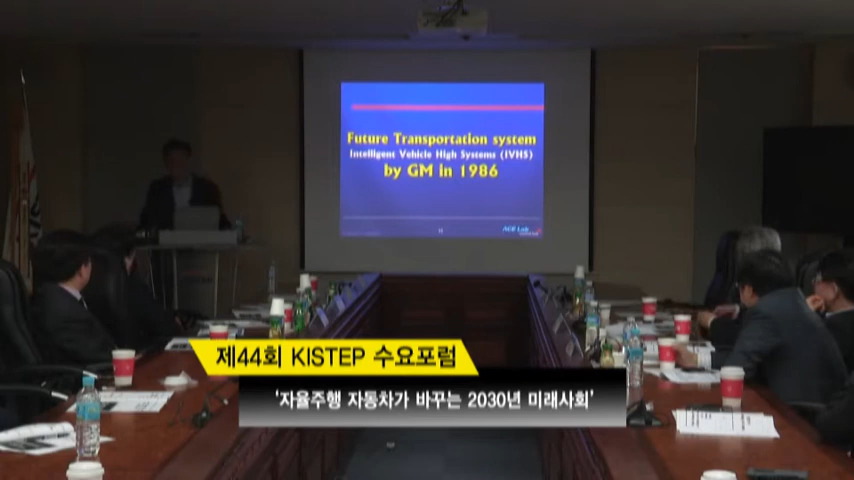 Future Transportation system
Intelligent Vehicle High Systems (IVHS)
by GM in 1986
ACE Lab
제44회 KISTEP 수요포럼
‘자율주행 자동차가 바꾸는 2030년 미래사회’